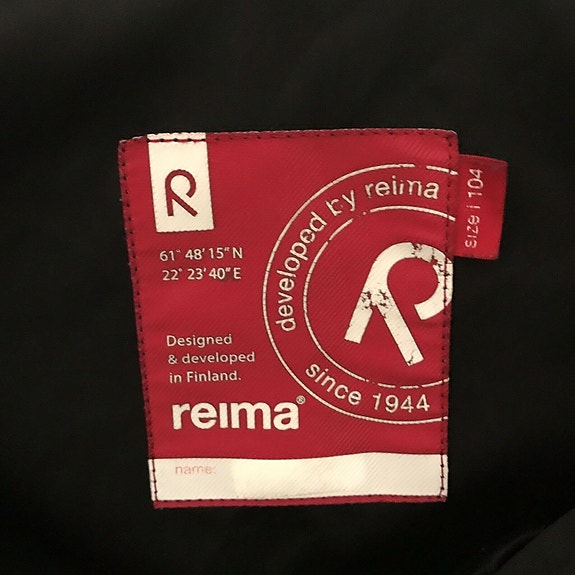 61° 48' 15" N
22° 23' 40" E
developed by reima
since 1944
Designed
& developed
in Finland.
reima®
name:
size | 104